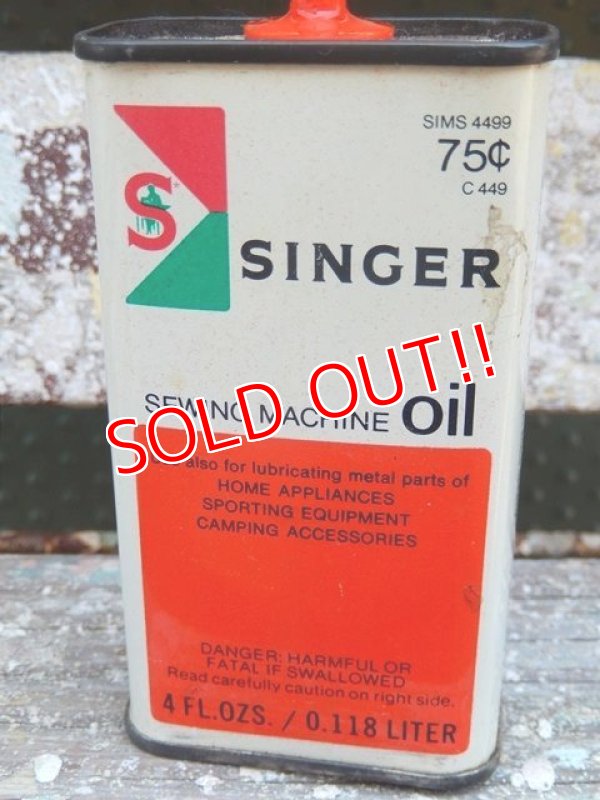 SIMS 4499
75¢
C 449
S
SINGER
SOLD OUT!!
SEWING MACHINE oil
also for lubricating metal parts of
HOME APPLIANCES
SPORTING EQUIPMENT
CAMPING ACCESSORIES
DANGER: HARMFUL OR
FATAL IF SWALLOWED
Read carefully caution on right side.
4 FL.OZS. / 0.118 LITER